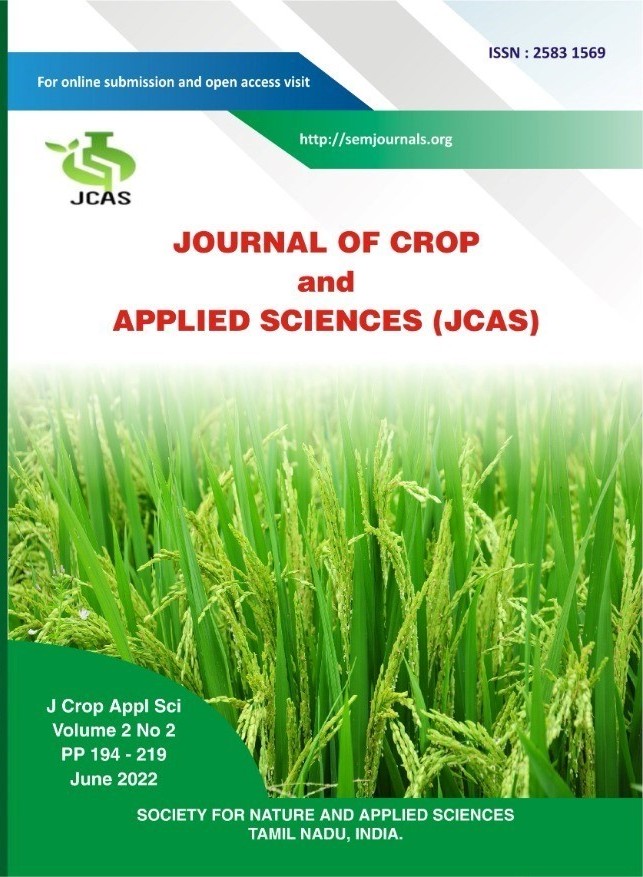 ISSN : 2583 1569
For online submission and open access visit
http://semjournals.org
JCAS
JOURNAL OF CROP
and
APPLIED SCIENCES (JCAS)
J Crop Appl Sci
Volume 2 No 2
PP 194 - 219
June 2022
SOCIETY FOR NATURE AND APPLIED SCIENCES
TAMIL NADU, INDIA.